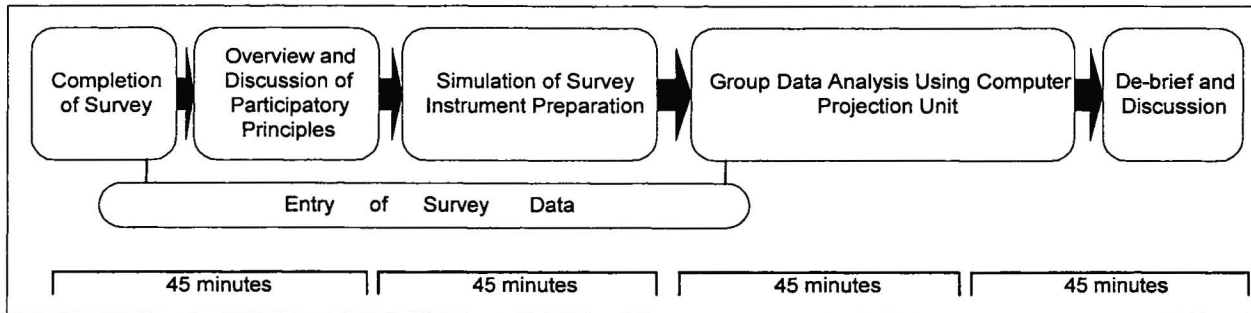 Completion
of Survey
Overview and
Discussion of
Participatory
Principles
Simulation of Survey
Instrument Preparation
Group Data Analysis Using Computer
Projection Unit
De-brief and
Discussion
Entry of Survey Data
45 minutes
45 minutes
45 minutes
45 minutes